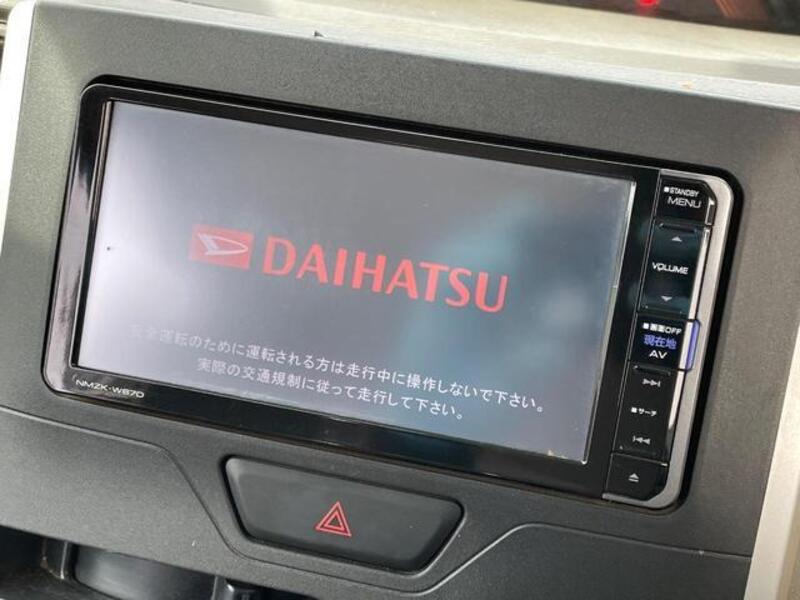 DAIHATSU
安全運転のために運転される方は走行中に操作しないで下さい。
実際の交通規制に従って走行して下さい。
NMZK-W67D
■STANDBY
MENU
VOLUME
■画面OFF
現在地
AV
■サーチ